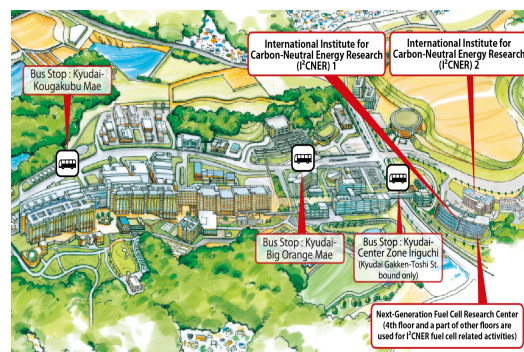 International Institute for
Carbon-Neutral Energy Research
(I²CNER) 1
International Institute for
Carbon-Neutral Energy Research
(I²CNER) 2
Bus Stop : Kyudai-
Kougakubu Mae
Bus Stop : Kyudai-
Big Orange Mae
Bus Stop : Kyudai-
Center Zone Iriguchi
(Kyudai Gakken-Toshi St.
bound only)
Next-Generation Fuel Cell Research Center
(4th floor and a part of other floors are
used for I²CNER fuel cell related activities)